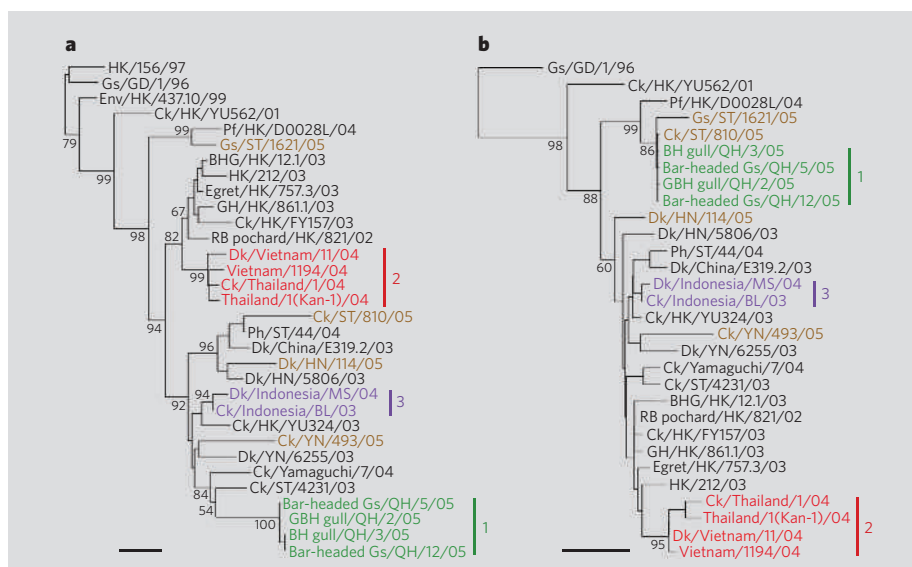 a
HK/156/97
Gs/GD/1/96
Env/HK/437.10/99
Ck/HK/YU562/01
79
99
Pf/HK/D0028L/04
Gs/ST/1621/05
99
BHG/HK/12.1/03
HK/212/03
Egret/HK/757.3/03
GH/HK/861.1/03
67
Ck/HK/FY157/03
98
82
RB pochard/HK/821/02
Dk/Vietnam/11/04
Vietnam/1194/04
99
Ck/Thailand/1/04
Thailand/1(Kan-1)/04
2
94
Ck/ST/810/05
Ph/ST/44/04
96
Dk/China/E319.2/03
Dk/HN/114/05
Dk/HN/5806/03
92
94
Dk/Indonesia/MS/04
Ck/Indonesia/BL/03
3
Ck/HK/YU324/03
Ck/YN/493/05
Dk/YN/6255/03
Ck/Yamaguchi/7/04
84
Ck/ST/4231/03
54
Bar-headed Gs/QH/5/05
GBH gull/QH/2/05
100
BH gull/QH/3/05
Bar-headed Gs/QH/12/05
1
b
Gs/GD/1/96
Ck/HK/YU562/01
98
Pf/HK/D0028L/04
99
Gs/ST/1621/05
Ck/ST/810/05
86
BH gull/QH/3/05
Bar-headed Gs/QH/5/05
GBH gull/QH/2/05
Bar-headed Gs/QH/12/05
1
88
Dk/HN/114/05
Dk/HN/5806/03
Ph/ST/44/04
60
Dk/China/E319.2/03
Dk/Indonesia/MS/04
Ck/Indonesia/BL/03
3
Ck/HK/YU324/03
Ck/YN/493/05
Dk/YN/6255/03
Ck/Yamaguchi/7/04
Ck/ST/4231/03
BHG/HK/12.1/03
RB pochard/HK/821/02
Ck/HK/FY157/03
GH/HK/861.1/03
Egret/HK/757.3/03
HK/212/03
Ck/Thailand/1/04
Thailand/1(Kan-1)/04
Dk/Vietnam/11/04
95
Vietnam/1194/04
2